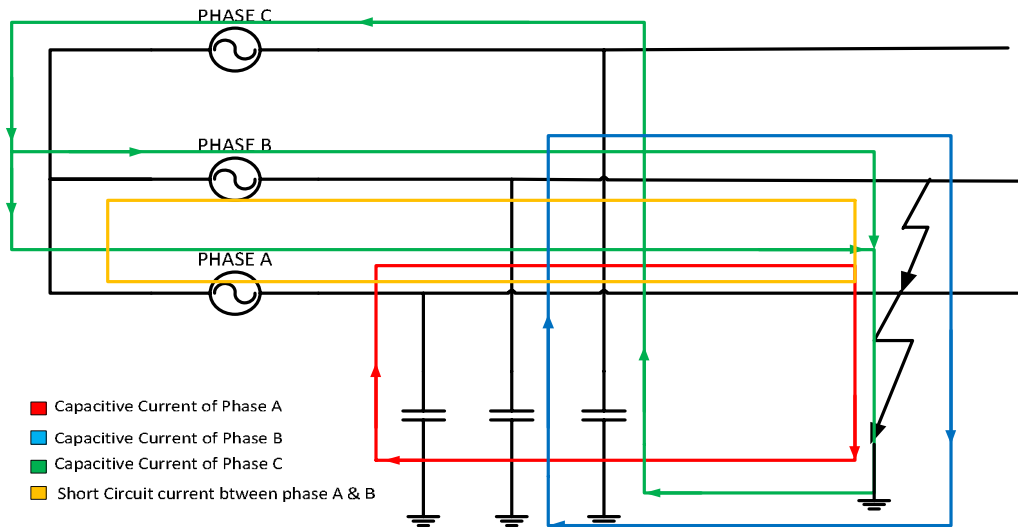 PHASE C
PHASE B
PHASE A
Capacitive Current of Phase A
Capacitive Current of Phase B
Capacitive Current of Phase C
Short Circuit current btween phase A & B